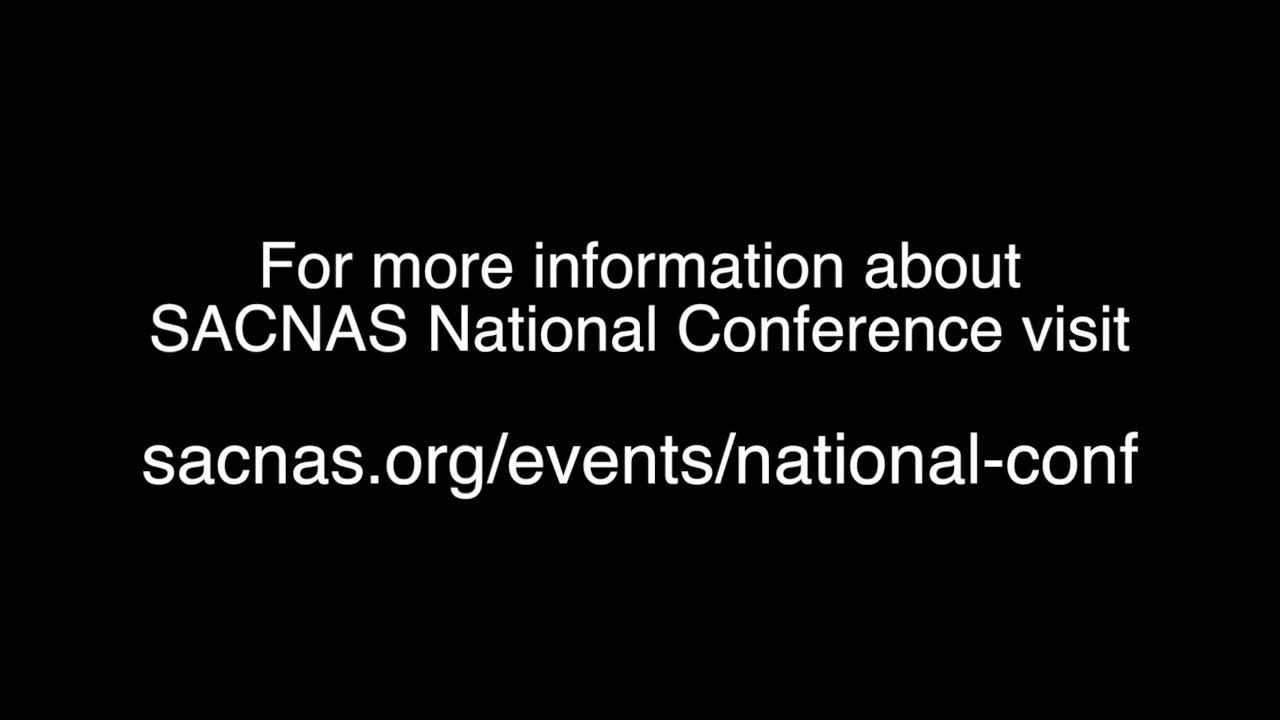 For more information about
SACNAS National Conference visit
sacnas.org/events/national-conf